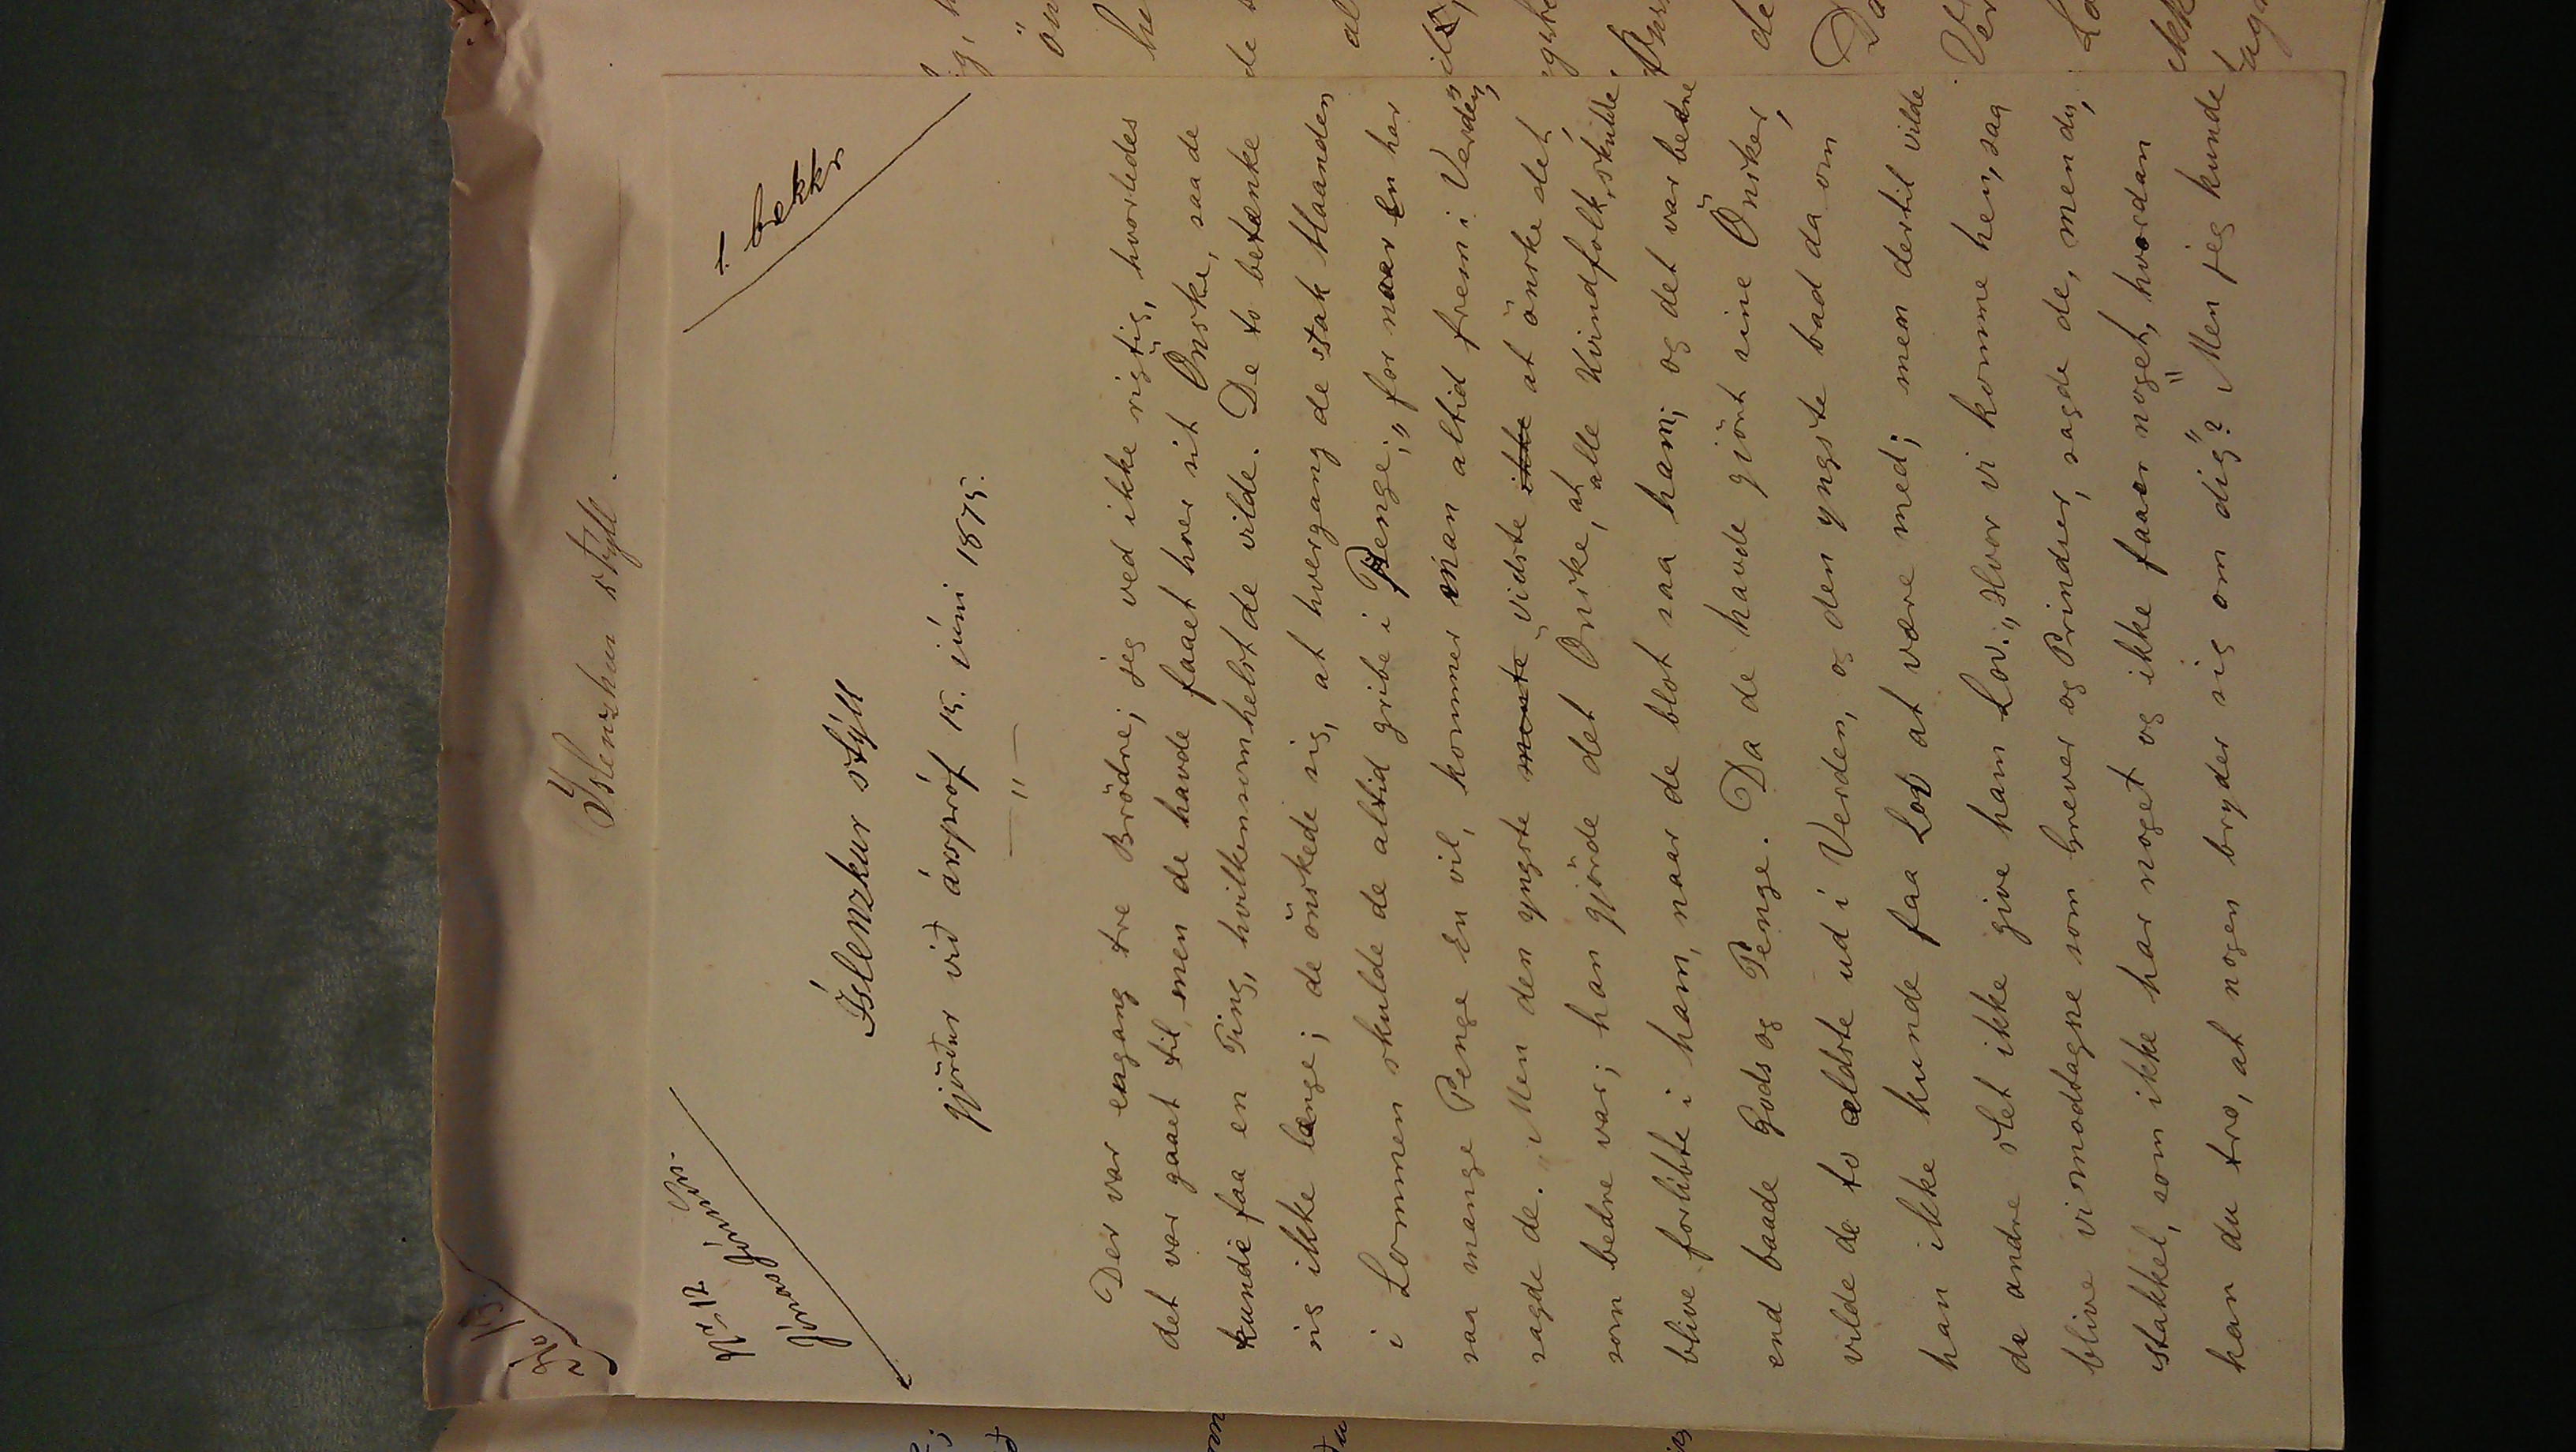 No 13.
Íslenzkur stýll.
No 12
Jónas Jónsson
í bekkr
Íslenzkur stýll
gjörður við árspróf 15. júní 1875.
Der var engang tre Brödre; jeg ved ikke rigtig, hvorledes
det var gaaet til, men de havde faaet hver sit Önske, saa de
kunde faa en Ting, hvilkensomhelst de vilde. De to betænke
sig ikke længe; de önskede sig, at hvergang de stak Haanden
i Lommen skulde de altid gribe i Penge; „for naar En har
saa mange Penge En vil, kommer man altid frem i Verden“,
sagde de. Men den yngste monte vidste ikke at önske det,
som bedre var; han gjörde det Önske, at alle Kvindfolk skulde
blive forlibte i ham, naar de blot saa ham; og det var bedre
end baade Gods og Penge. Da de havde gjört sine Önsker,
vilde de to ældste ud i Verden, og den yngste bad da om
han ikke kunde faa Lov at være med; men dertil vilde
de andre slet ikke give ham Lov. „Hvor vi komme hen, saa
blive vi modtagne som Grever og Prindser, sagde de, men du,
stakkel, som ikke har noget og ikke faaer noget, hvordan
kan du tro, at nogen bryder sig om dig“? „Men jeg kunde